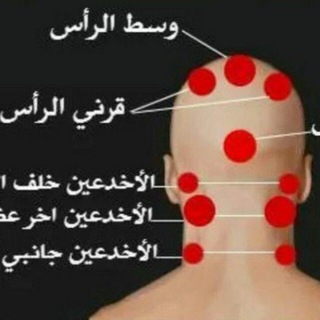 وسط الرأس
قرني الرأس
الأخدعين خلف
الأخدعين اخر
الأخدعين جانبي